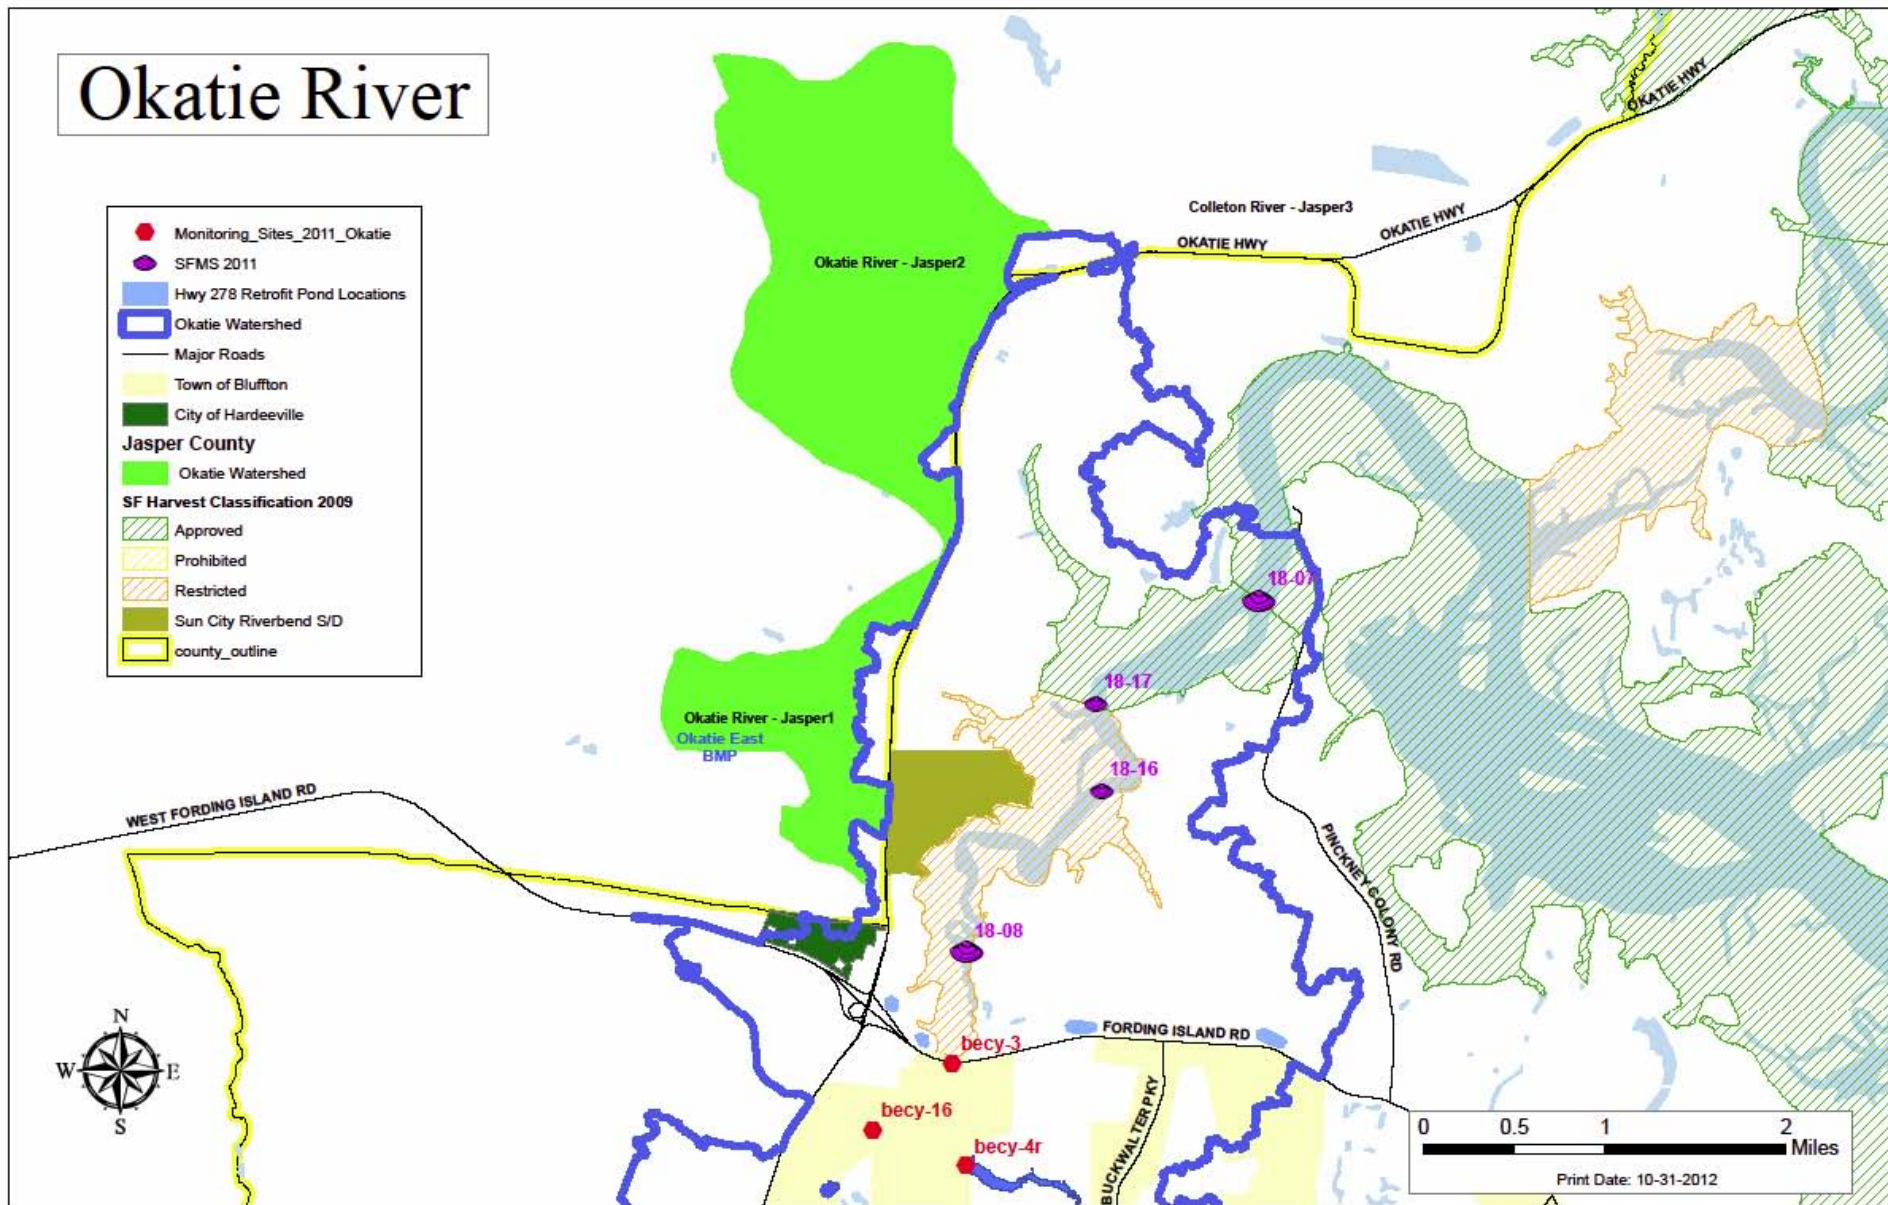 Okatie River
Monitoring_Sites_2011_Okatie
SFMS 2011
Hwy 278 Retrofit Pond Locations
Okatie Watershed
Major Roads
Town of Bluffton
City of Hardeeville
Jasper County
Okatie Watershed
SF Harvest Classification 2009
Approved
Prohibited
Restricted
Sun City Riverbend S/D
county_outline
OKATIE HWY
Colleton River - Jasper3
OKATIE HWY
OKATIE HWY
Okatie River - Jasper2
18-07
18-17
Okatie River - Jasper1
Okatie East
BMP
18-16
WEST FORDING ISLAND RD
PINCKNEY COLONY RD
18-08
FORDING ISLAND RD
becy-3
becy-16
becy-4r
BUCKWALTER PKY
N
W E
S
0 0.5 1 2
Miles
Print Date: 10-31-2012